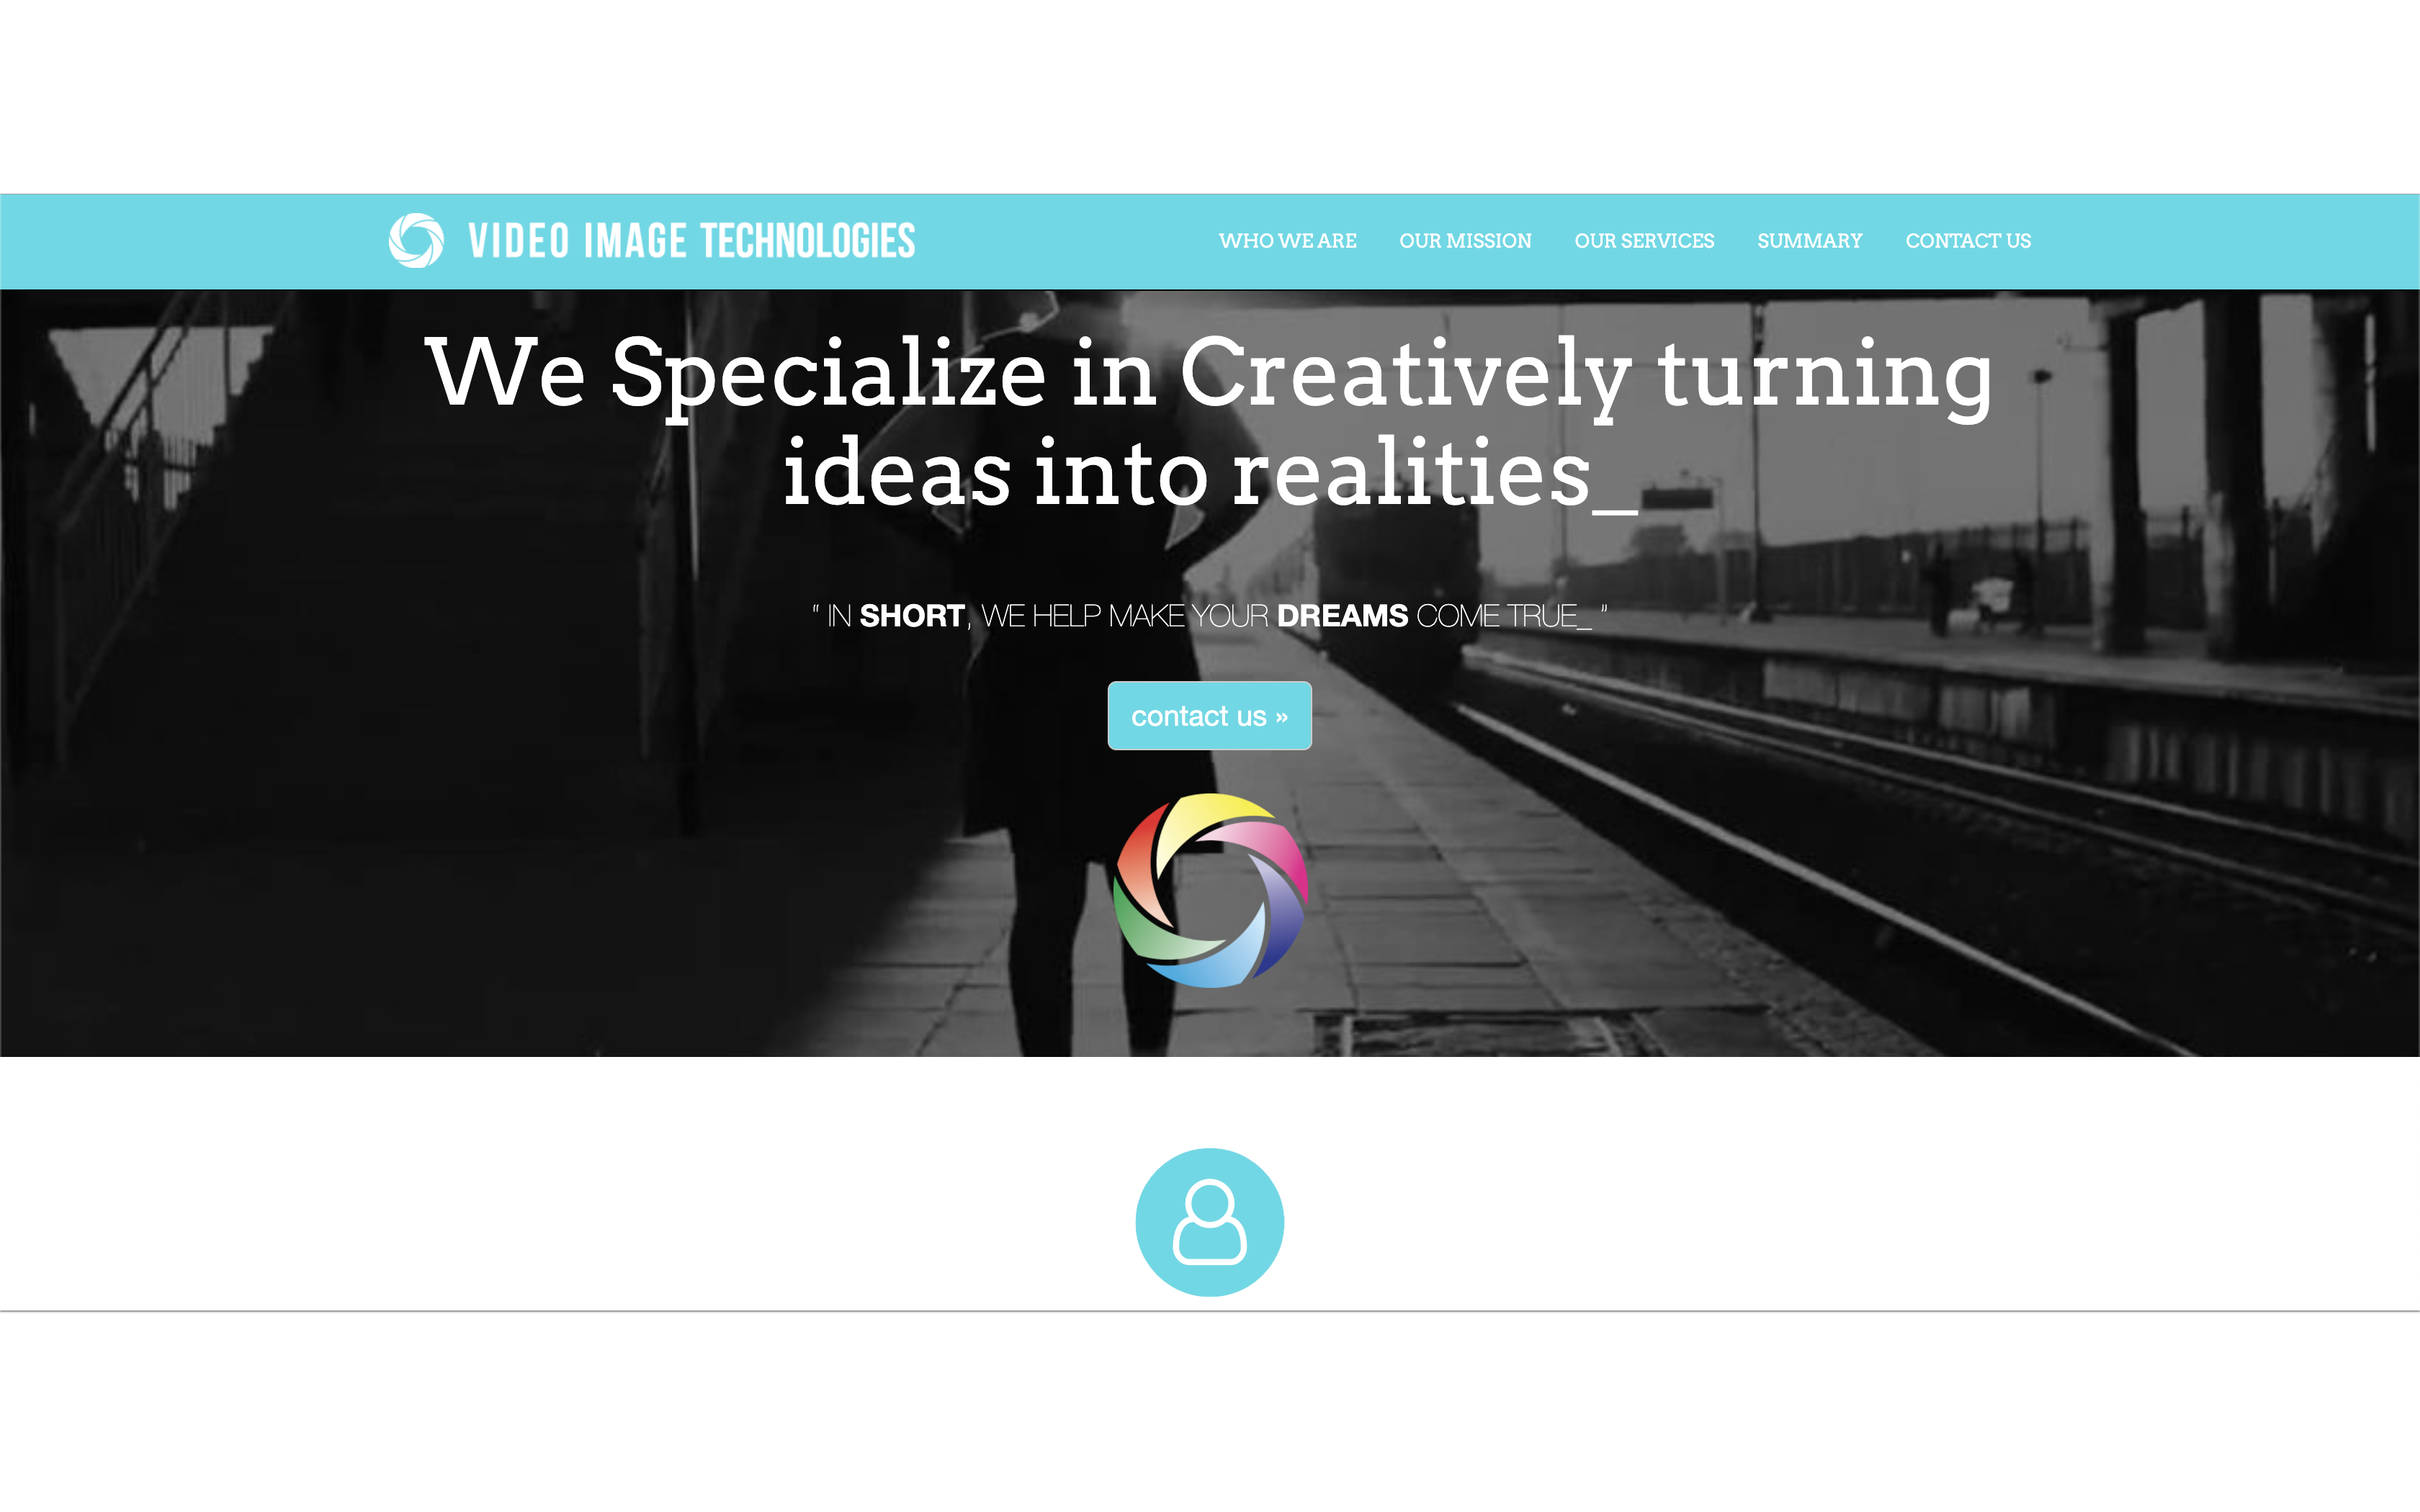 VIDEO IMAGE TECHNOLOGIES
WHO WE ARE
OUR MISSION
OUR SERVICES
SUMMARY
CONTACT US
We Specialize in Creatively turning
ideas into realities_
“ IN SHORT, WE HELP MAKE YOUR DREAMS COME TRUE_ ”
contact us »